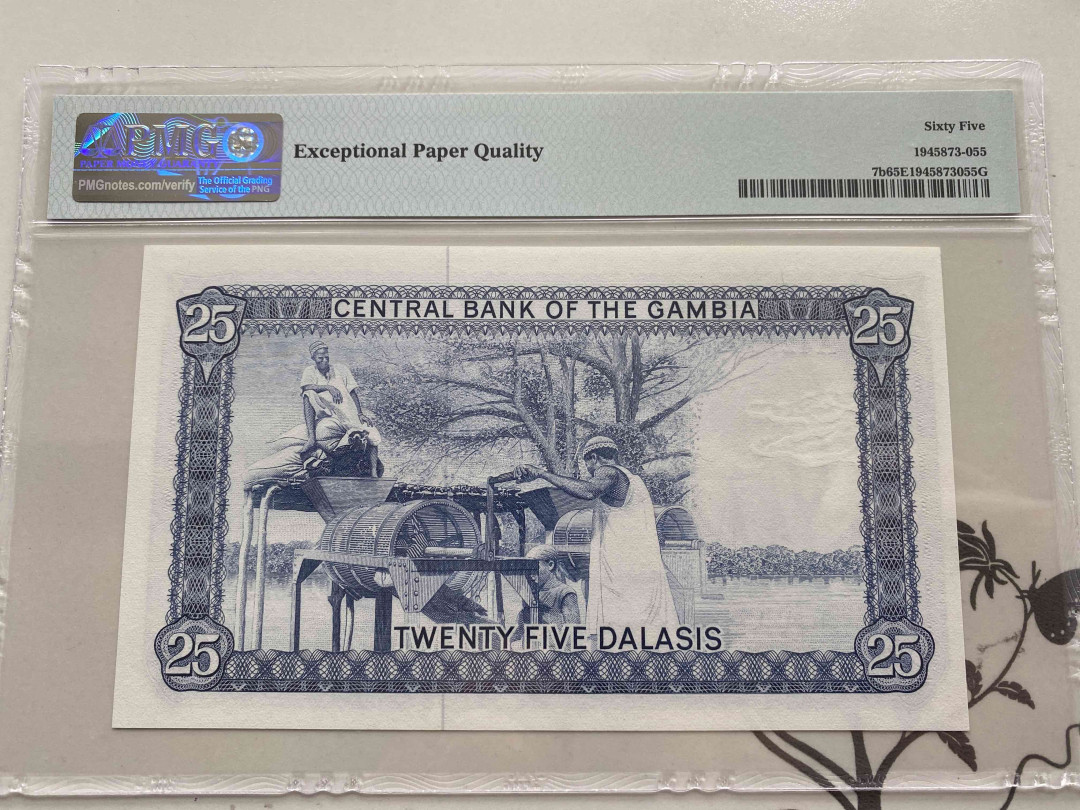 PMG
PMGnotes.com/verify
The Official Grading
Service of the PNG
Exceptional Paper Quality
Sixty Five
1945873-055
7b65E1945873055G
25
CENTRAL BANK OF THE GAMBIA
25
TWENTY FIVE DALASIS
25
25